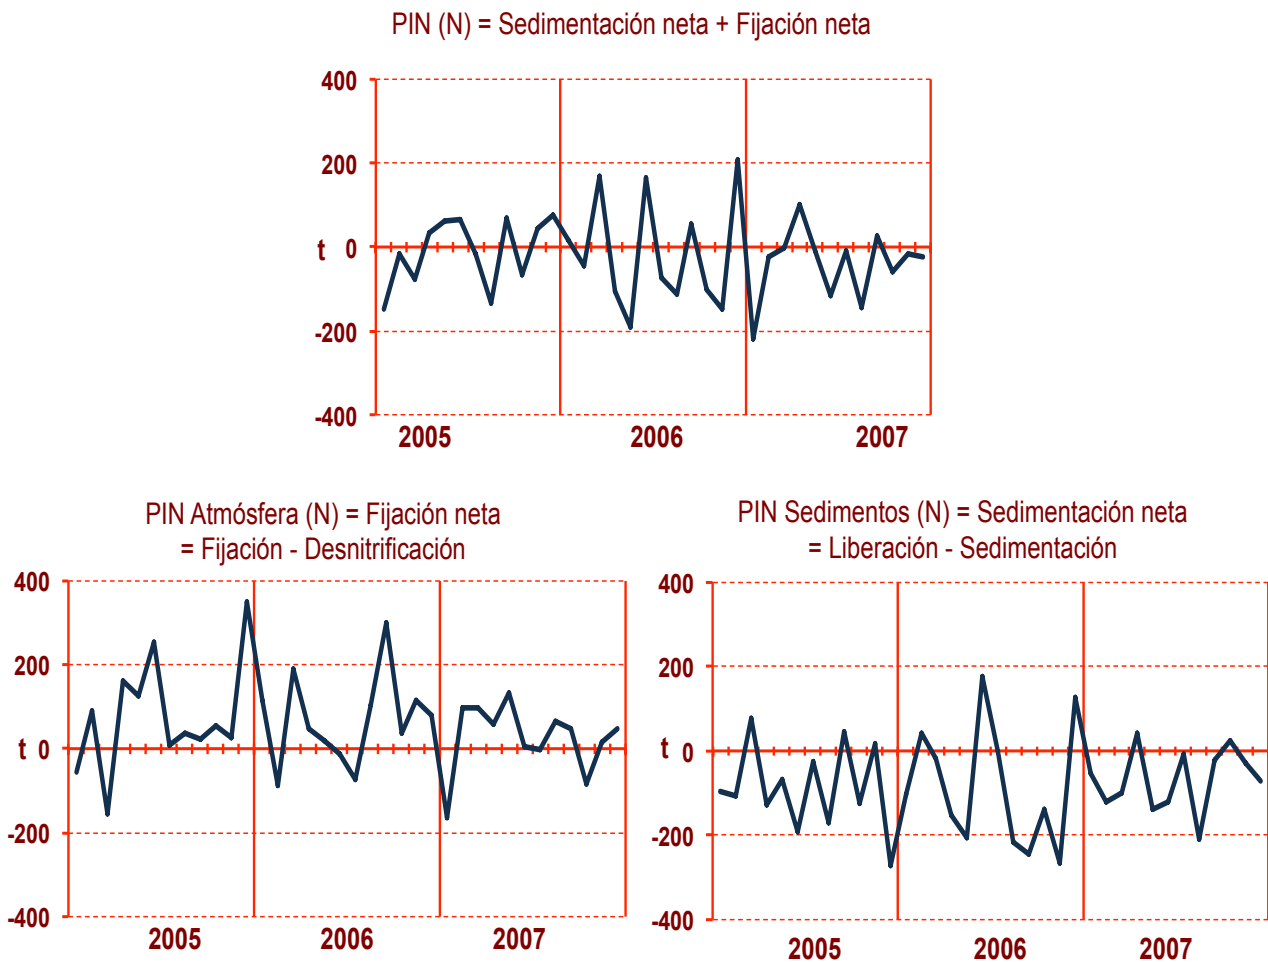 PIN (N) = Sedimentación neta + Fijación neta
400
200
t 0
-200
-400
2005 2006 2007
PIN Atmósfera (N) = Fijación neta
= Fijación - Desnitrificación
400
200
t 0
-200
-400
2005 2006 2007
PIN Sedimentos (N) = Sedimentación neta
= Liberación - Sedimentación
400
200
t 0
-200
-400
2005 2006 2007